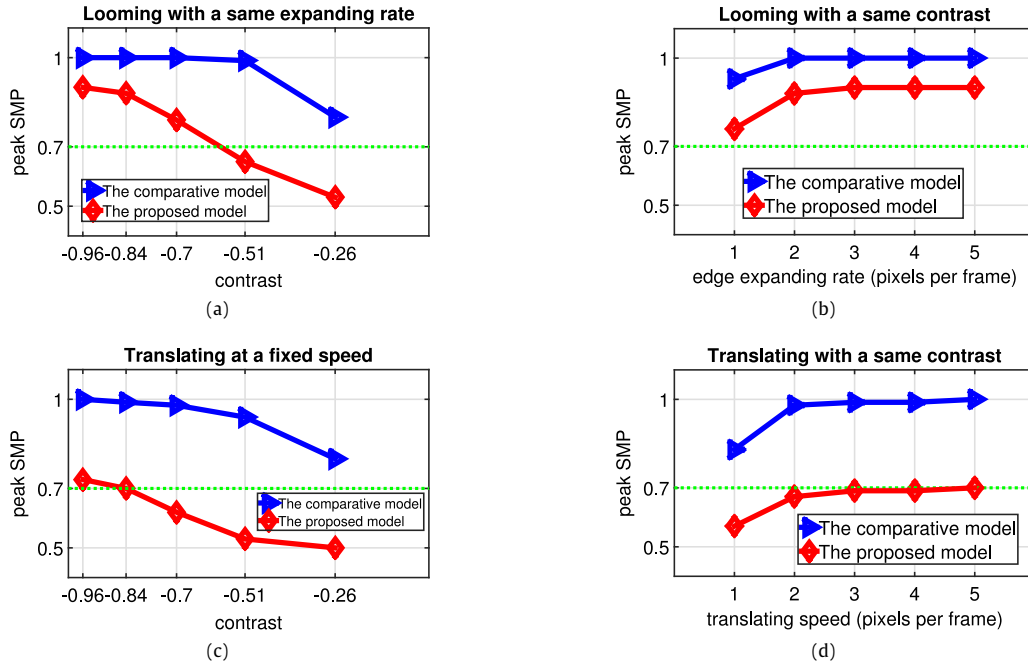 Looming with a same expanding rate
1
0.7
0.5
peak SMP
The comparative model
The proposed model
-0.96 -0.84 -0.7 -0.51 -0.26
contrast
(a)
Looming with a same contrast
1
0.7
0.5
peak SMP
The comparative model
The proposed model
1 2 3 4 5
edge expanding rate (pixels per frame)
(b)
Translating at a fixed speed
1
0.7
0.5
peak SMP
The comparative model
The proposed model
-0.96 -0.84 -0.7 -0.51 -0.26
contrast
(c)
Translating with a same contrast
1
0.7
0.5
peak SMP
The comparative model
The proposed model
1 2 3 4 5
translating speed (pixels per frame)
(d)